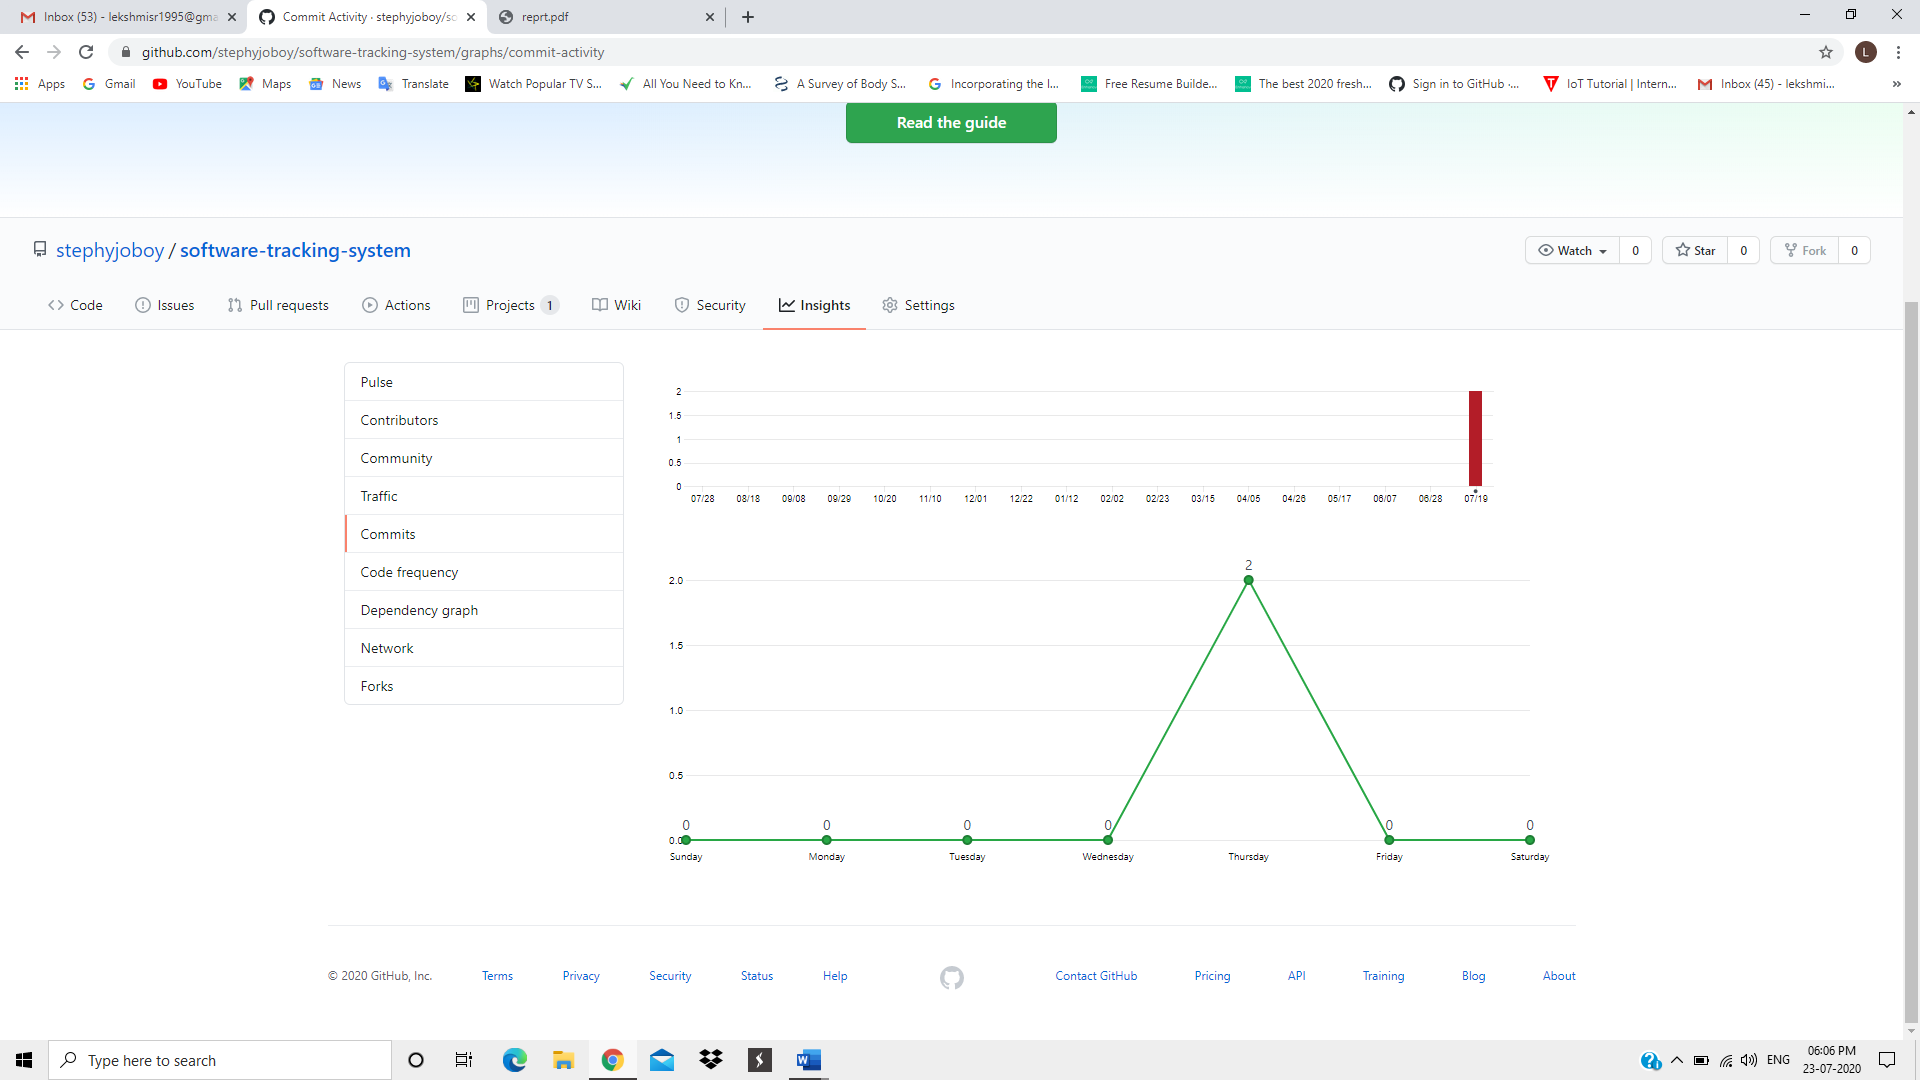 Inbox (53) - lekshmisr1995@gma
Commit Activity · stephyjoboy/so
reprt.pdf
github.com/stephyjoboy/software-tracking-system/graphs/commit-activity
L
Apps
Gmail
YouTube
Maps
News
Translate
Watch Popular TV S...
All You Need to Kn...
A Survey of Body S...
Incorporating the I...
Free Resume Builde...
The best 2020 fresh...
Sign in to GitHub ·...
IoT Tutorial | Intern...
Inbox (45) - lekshmi...
»
Read the guide
stephyjoboy / software-tracking-system
Watch 0
Star 0
Fork 0
Code
Issues
Pull requests
Actions
Projects 1
Wiki
Security
Insights
Settings
Pulse
Contributors
Community
Traffic
Commits
Code frequency
Dependency graph
Network
Forks
2
1.5
1
0.5
0
07/28 08/18 09/08 09/29 10/20 11/10 12/01 12/22 01/12 02/02 02/23 03/15 04/05 04/26 05/17 06/07 06/28 07/19
2
2.0
1.5
1.0
0.5
0 0 0 0 0 0
0.0
Sunday Monday Tuesday Wednesday Thursday Friday Saturday
© 2020 GitHub, Inc.
Terms
Privacy
Security
Status
Help
Contact GitHub
Pricing
API
Training
Blog
About
Type here to search
ENG
06:06 PM
23-07-2020